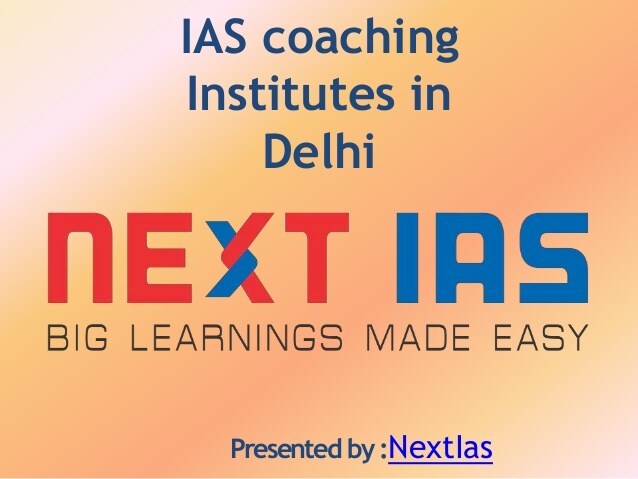 IAS coaching
Institutes in
Delhi
NEXT IAS
BIG LEARNINGS MADE EASY
Presented by :NextIas